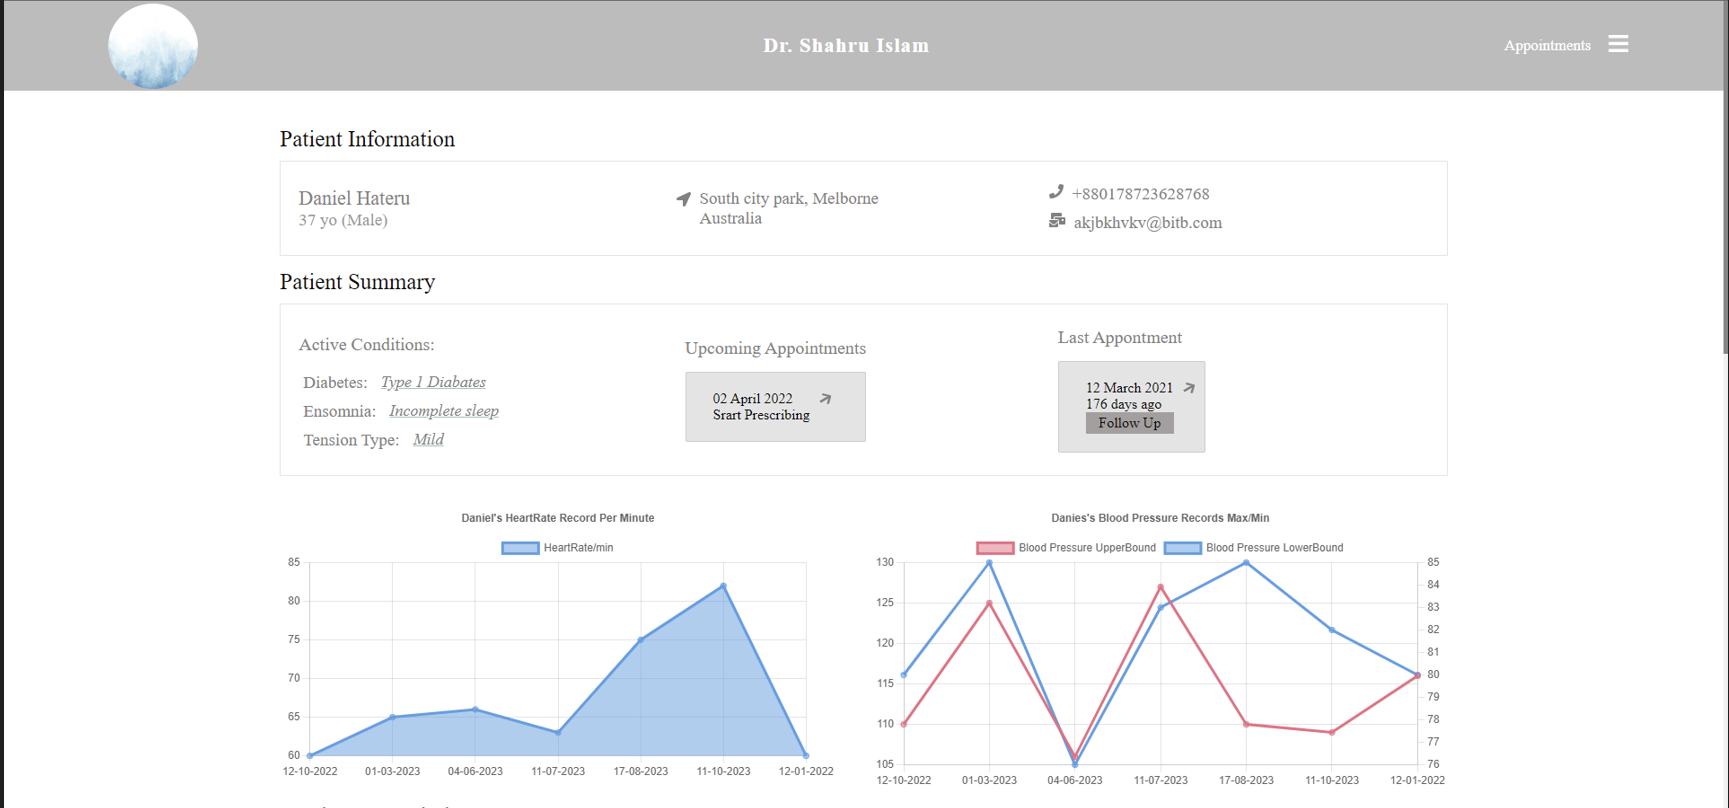 Dr. Shahru Islam
Appointments
Patient Information
Daniel Hateru
37 yo (Male)
South city park, Melborne
Australia
+880178723628768
akjbkhvkv@bitb.com
Patient Summary
Active Conditions:
Diabetes: Type 1 Diabates
Ensomnia: Incomplete sleep
Tension Type: Mild
Upcoming Appointments
02 April 2022
Srart Prescribing
Last Appontment
12 March 2021
176 days ago
Follow Up
Daniel's HeartRate Record Per Minute
HeartRate/min
85
80
75
70
65
60
12-10-2022 01-03-2023 04-06-2023 11-07-2023 17-08-2023 11-10-2023 12-01-2022
Danies's Blood Pressure Records Max/Min
Blood Pressure UpperBound Blood Pressure LowerBound
130
125
120
115
110
105
85
84
83
82
81
80
79
78
77
76
12-10-2022 01-03-2023 04-06-2023 11-07-2023 17-08-2023 11-10-2023 12-01-2022